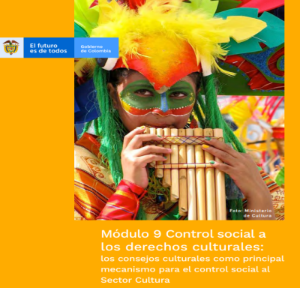 El futuro
es de todos
Gobierno
de Colombia
Foto: Ministerio
de Cultura
Módulo 9 Control social a
los derechos culturales:
los consejos culturales como principal
mecanismo para el control social al
Sector Cultura